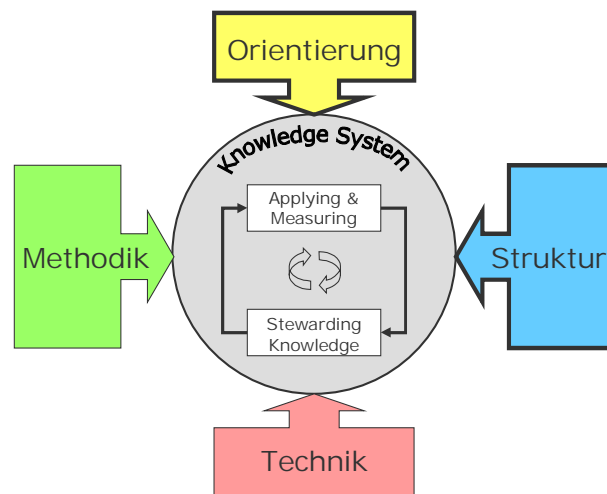 Orientierung
Knowledge System
Applying &
Measuring
Methodik
Struktur
Stewarding
Knowledge
Technik